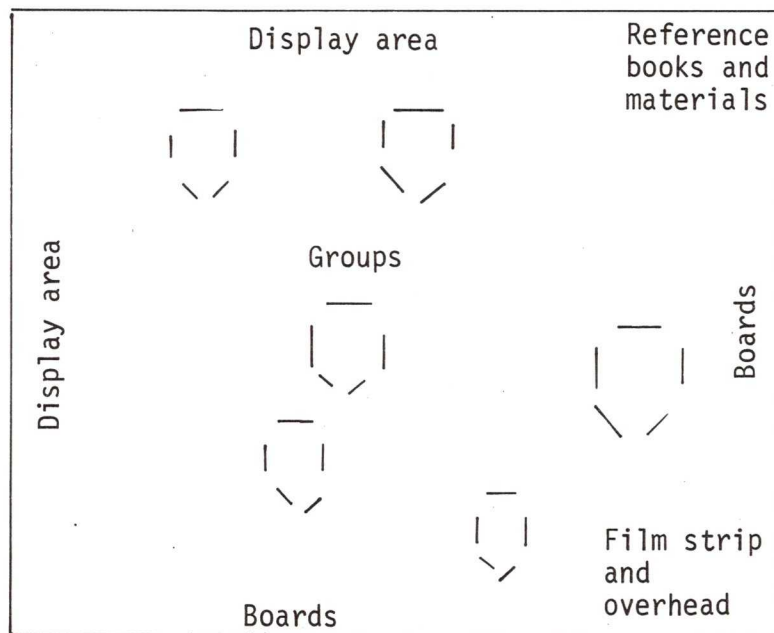 Display area
Reference
books and
materials
Groups
Display area
Boards
Film strip
and
overhead
Boards